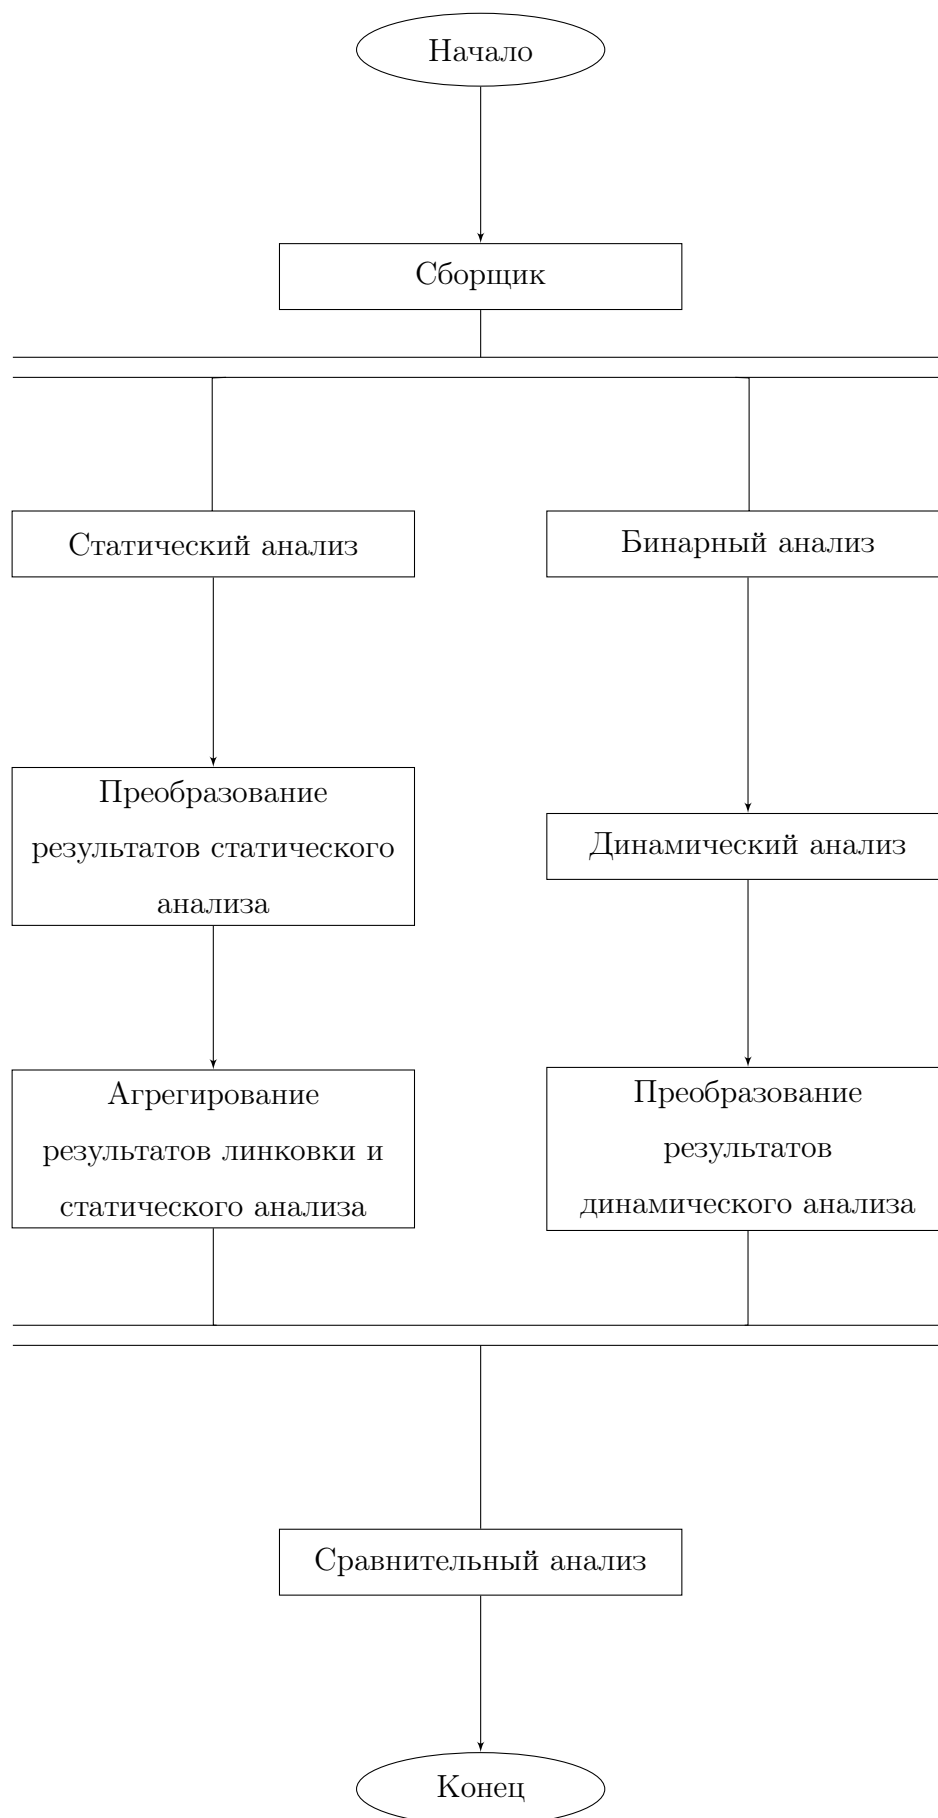 Начало
Сборщик
Статический анализ
Бинарный анализ
Преобразование
результатов статического
анализа
Динамический анализ
Агрегирование
результатов линковки и
статического анализа
Преобразование
результатов
динамического анализа
Сравнительный анализ
Конец